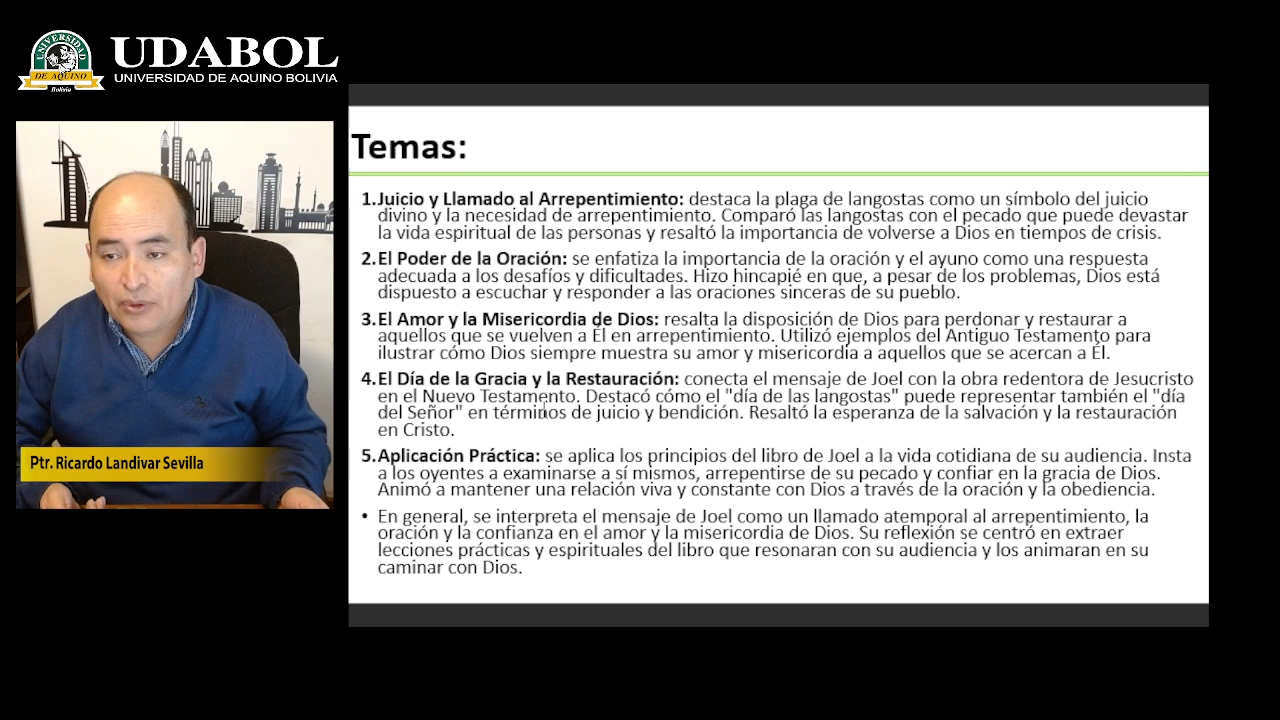 UNIVERSIDAD
DE AQUINO
Bolivia
UDABOL
UNIVERSIDAD DE AQUINO BOLIVIA
Temas:
1. Juicio y Llamado al Arrepentimiento: destaca la plaga de langostas como un símbolo del juicio
divino y la necesidad de arrepentimiento. Comparó las langostas con el pecado que puede devastar
la vida espiritual de las personas y resaltó la importancia de volverse a Dios en tiempos de crisis.
2. El Poder de la Oración: se enfatiza la importancia de la oración y el ayuno como una respuesta
adecuada a los desafíos y dificultades. Hizo hincapié en que, a pesar de los problemas, Dios está
dispuesto a escuchar y responder a las oraciones sinceras de su pueblo.
3. El Amor y la Misericordia de Dios: resalta la disposición de Dios para perdonar y restaurar a
aquellos que se vuelven a Él en arrepentimiento. Utilizó ejemplos del Antiguo Testamento para
ilustrar cómo Dios siempre muestra su amor y misericordia a aquellos que se acercan a Él.
4. El Día de la Gracia y la Restauración: conecta el mensaje de Joel con la obra redentora de Jesucristo
en el Nuevo Testamento. Destacó cómo el "día de las langostas" puede representar también el "día
del Señor" en términos de juicio y bendición. Resaltó la esperanza de la salvación y la restauración
en Cristo.
5. Aplicación Práctica: se aplica los principios del libro de Joel a la vida cotidiana de su audiencia. Insta
a los oyentes a examinarse a sí mismos, arrepentirse de su pecado y confiar en la gracia de Dios.
Animó a mantener una relación viva y constante con Dios a través de la oración y la obediencia.
• En general, se interpreta el mensaje de Joel como un llamado atemporal al arrepentimiento, la
oración y la confianza en el amor y la misericordia de Dios. Su reflexión se centró en extraer
lecciones prácticas y espirituales del libro que resonaran con su audiencia y los animaran en su
caminar con Dios.
Ptr. Ricardo Landivar Sevilla